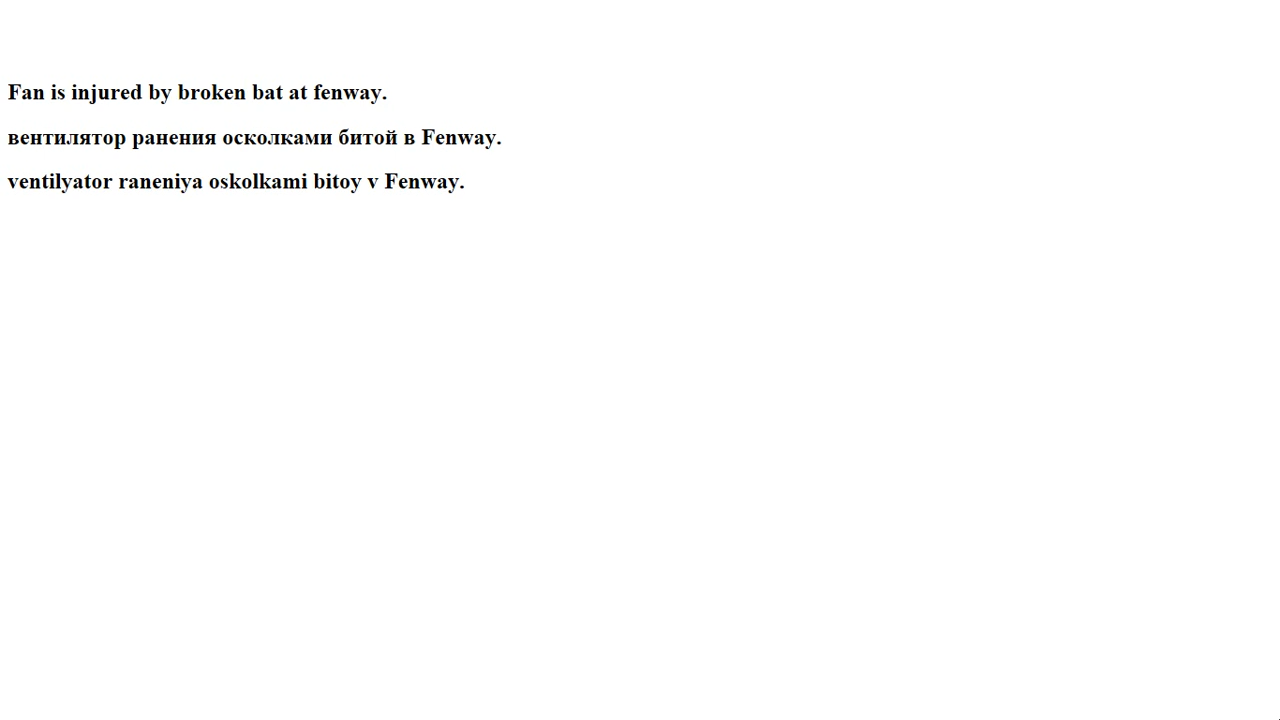 Fan is injured by broken bat at fenway.
вентилятор ранения осколками битой в Fenway.
ventilyator raneniya oskolkami bitoy v Fenway.